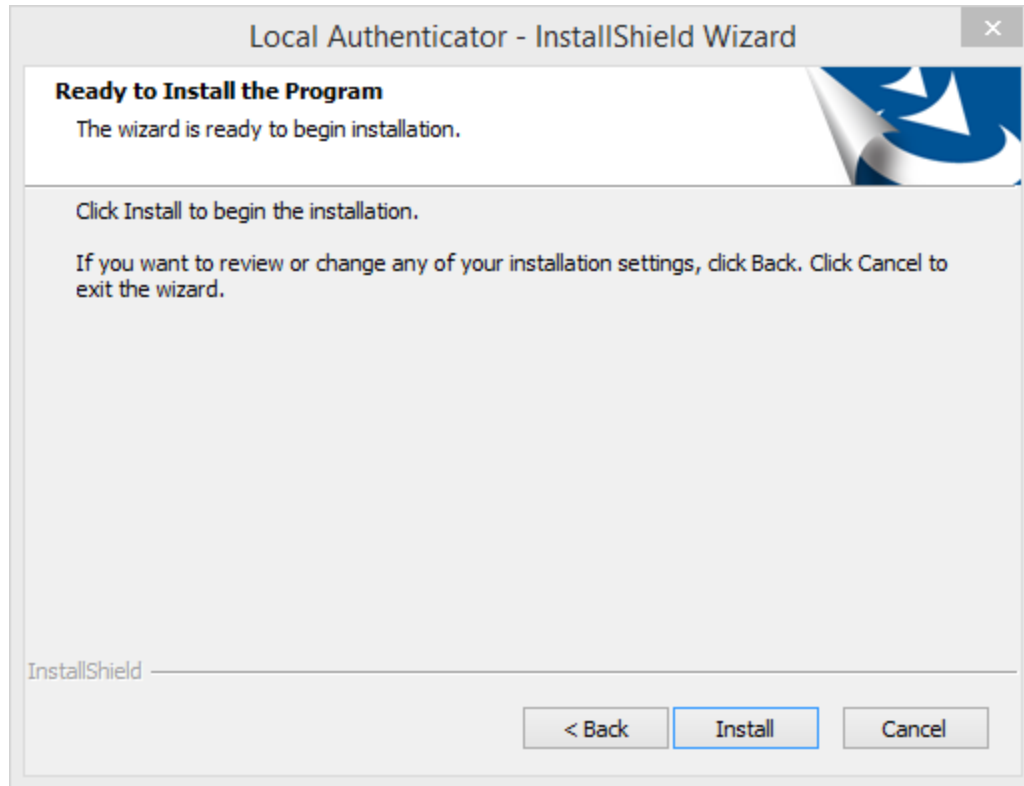 Local Authenticator - InstallShield Wizard
Ready to Install the Program
The wizard is ready to begin installation.
Click Install to begin the installation.
If you want to review or change any of your installation settings, click Back. Click Cancel to
exit the wizard.
InstallShield
< Back
Install
Cancel